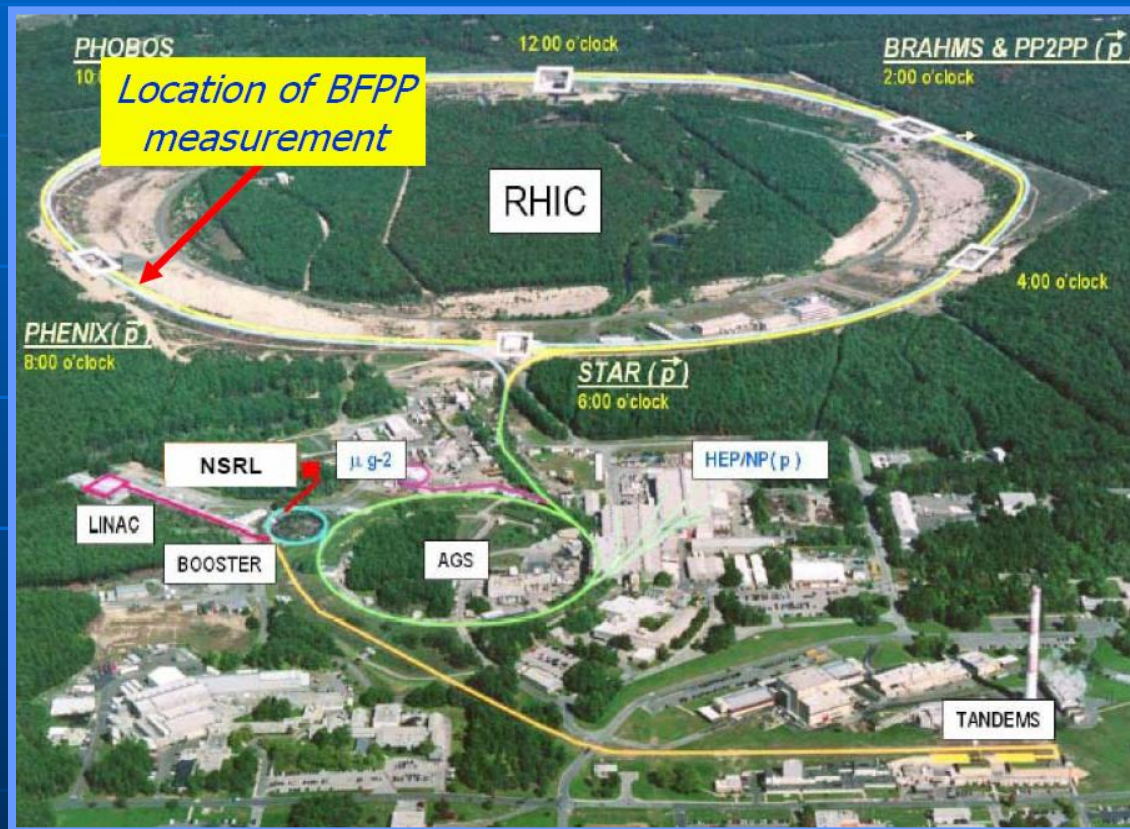 PHOBOS
12:00 o'clock
BRAHMS & PP2PP (p)
10:
2:00 o'clock
Location of BFPP
measurement
RHIC
4:00 o'clock
PHENIX(p)
8:00 o'clock
STAR (p)
6:00 o'clock
NSRL
μ g-2
HEP/NP(p)
LINAC
BOOSTER
AGS
TANDEMS